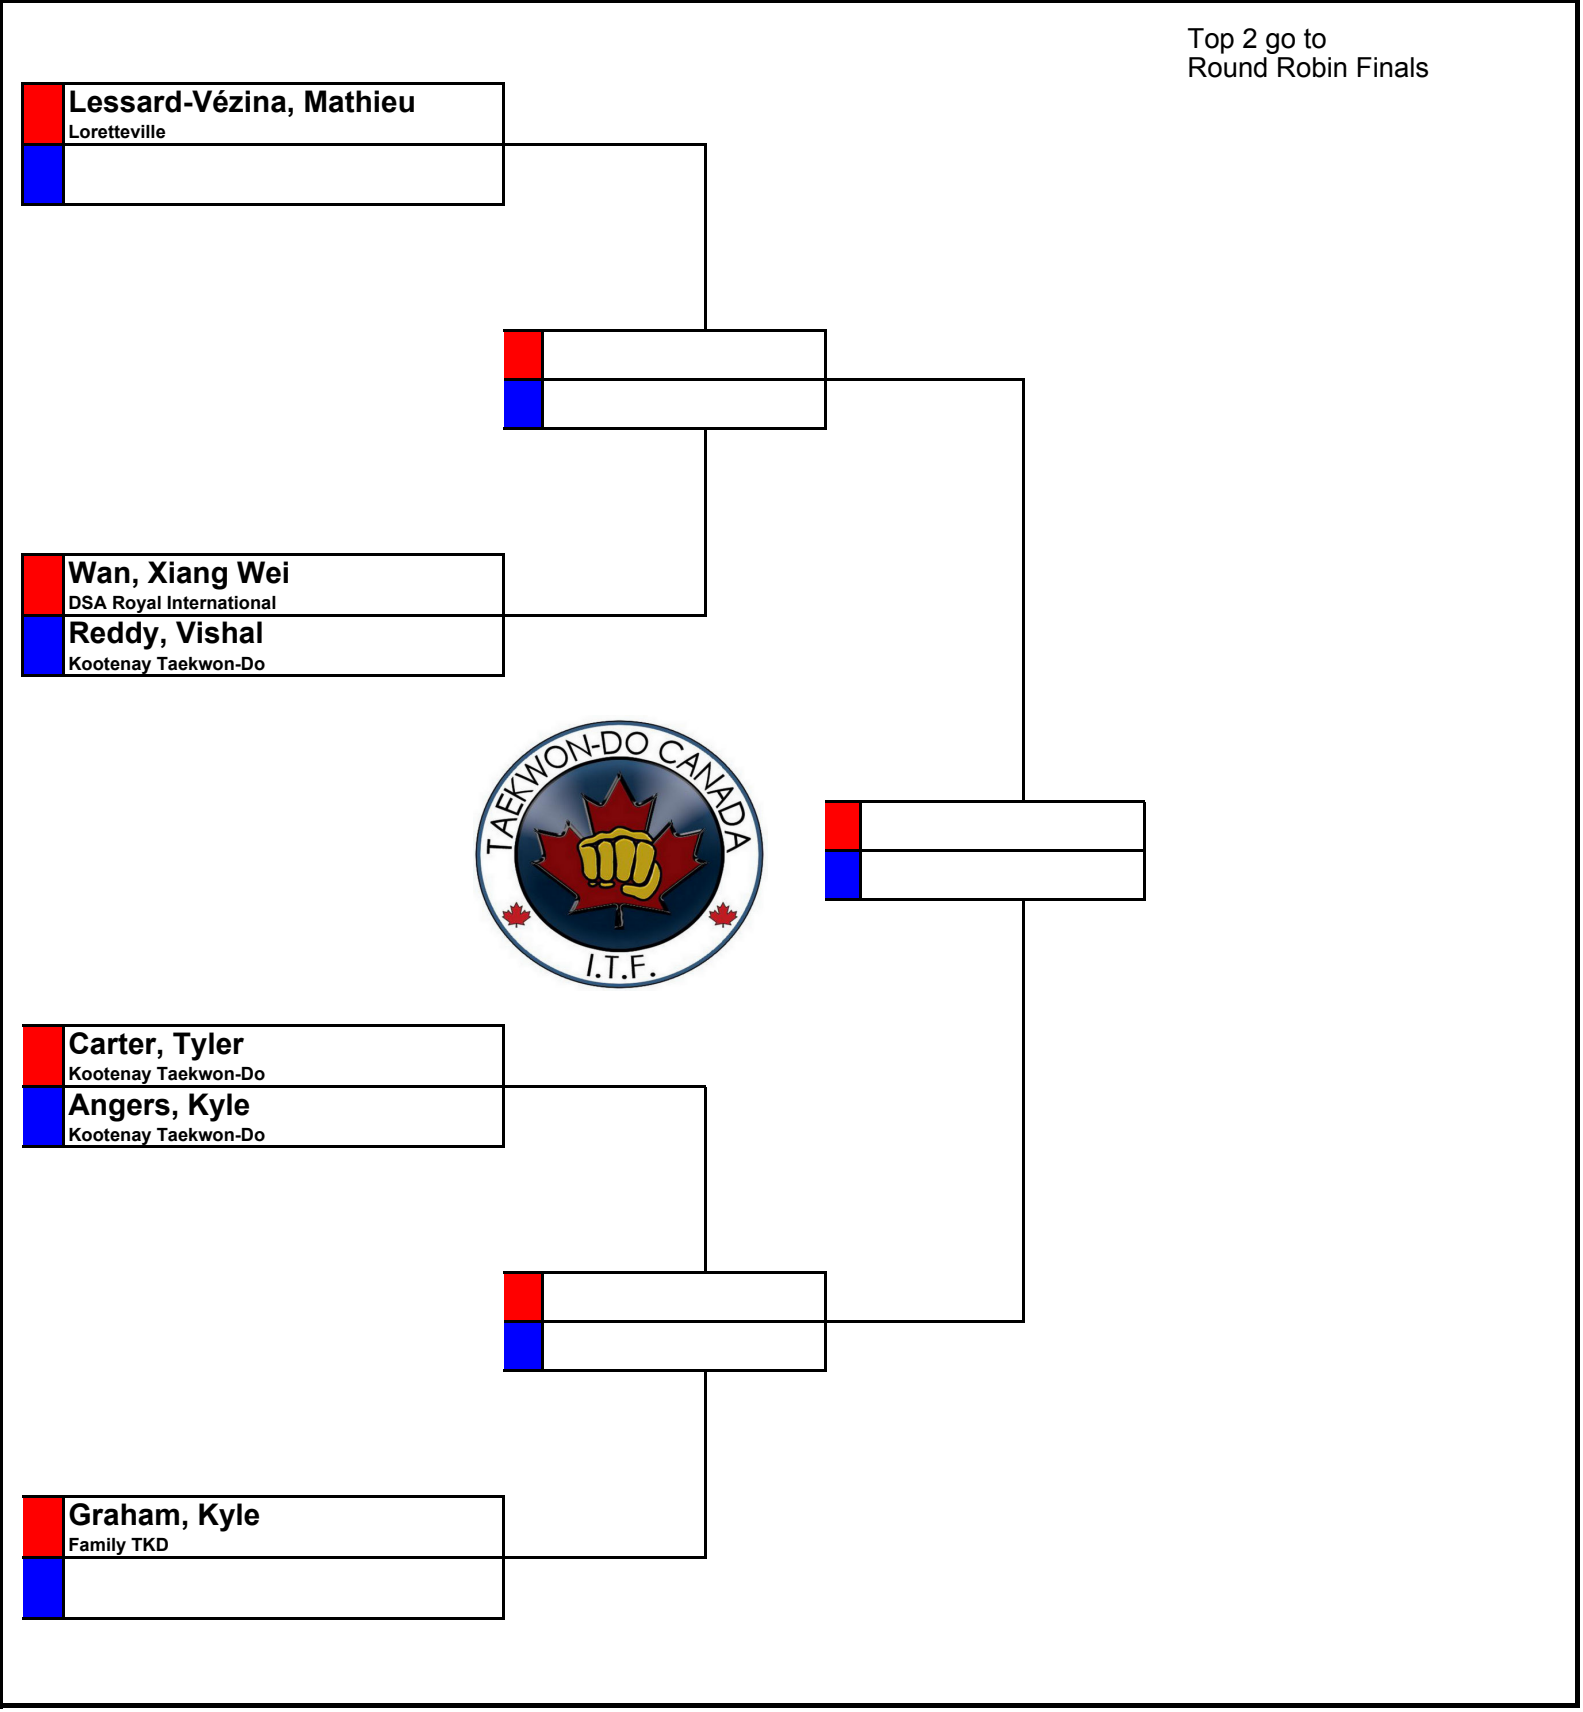 Top 2 go to
Round Robin Finals
Lessard-Vézina, Mathieu
Loretteville
Wan, Xiang Wei
DSA Royal International
Reddy, Vishal
Kootenay Taekwon-Do
TAEKWON-DO CANADA
I.T.F.
Carter, Tyler
Kootenay Taekwon-Do
Angers, Kyle
Kootenay Taekwon-Do
Graham, Kyle
Family TKD